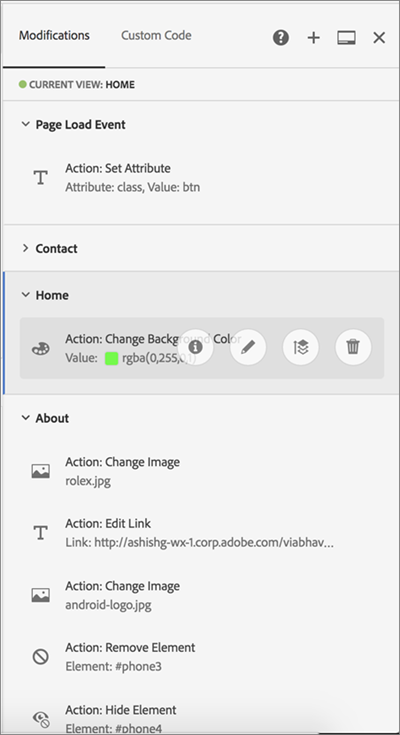 Modifications Custom Code
CURRENT VIEW: HOME
Page Load Event
Action: Set Attribute
Attribute: class, Value: btn
Contact
Home
Action: Change Background Color
Value: rgba(0,255,0,1)
About
Action: Change Image
rolex.jpg
Action: Edit Link
Link: http://ashishg-wx-1.corp.adobe.com/viabhav...
Action: Change Image
android-logo.jpg
Action: Remove Element
Element: #phone3
Action: Hide Element
Element: #phone4